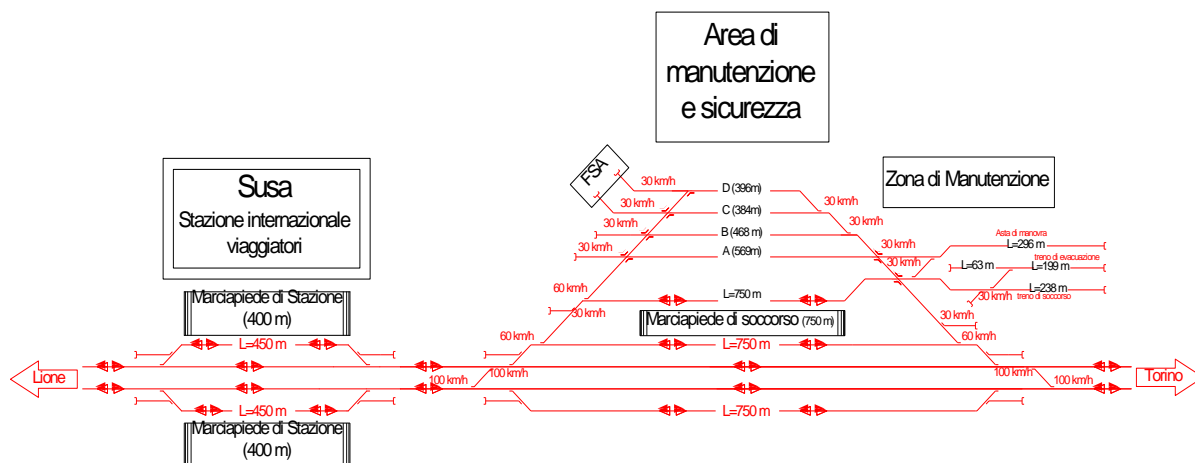 Area di
manutenzione
e sicurezza
Susa
Stazione internazionale
viaggiatori
FSA
Zona di Manutenzione
30 km/h
30 km/h
30 km/h
30 km/h
D (396m)
C (384m)
B (468 m)
A (569m)
30 km/h
30 km/h
30 km/h
30 km/h
Asta di manovra
L=296 m
treno di evacuazione
L=63 m
L=199 m
L=238 m
treno di soccorso
30 km/h
60 km/h
30 km/h
L=750 m
Marciapiede di soccorso (750 m)
30 km/h
60 km/h
60 km/h
Marciapiede di Stazione
(400 m)
L=450 m
L=750 m
Lione
100 km/h
100 km/h
100 km/h
100 km/h
Torino
L=450 m
L=750 m
Marciapiede di Stazione
(400 m)